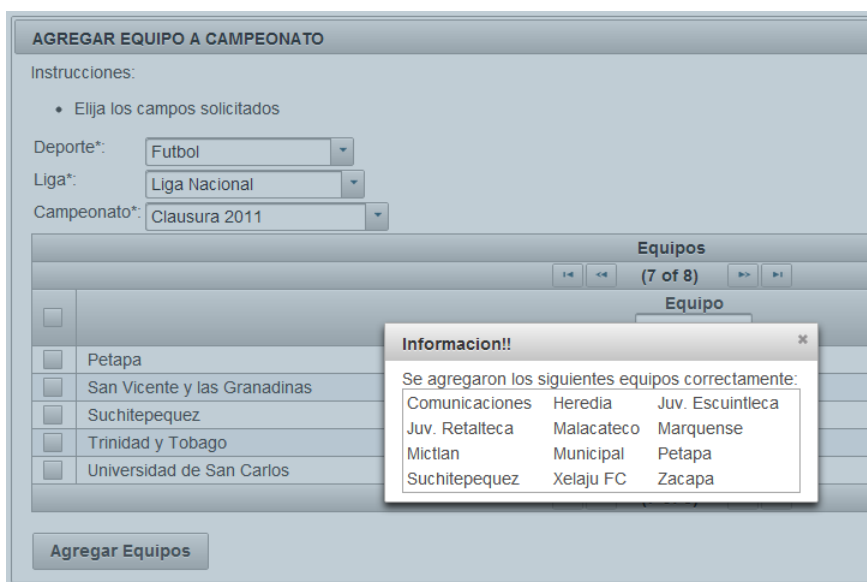 AGREGAR EQUIPO A CAMPEONATO
Instrucciones:
• Elija los campos solicitados
Deporte*: Futbol
Liga*: Liga Nacional
Campeonato*: Clausura 2011
Equipos
(7 of 8)
Equipo
Petapa
San Vicente y las Granadinas
Suchitepequez
Trinidad y Tobago
Universidad de San Carlos
Informacion!!
Se agregaron los siguientes equipos correctamente:
Comunicaciones Heredia Juv. Escuintleca
Juv. Retalteca Malacateco Marquense
Mictlan Municipal Petapa
Suchitepequez Xelaju FC Zacapa
Agregar Equipos